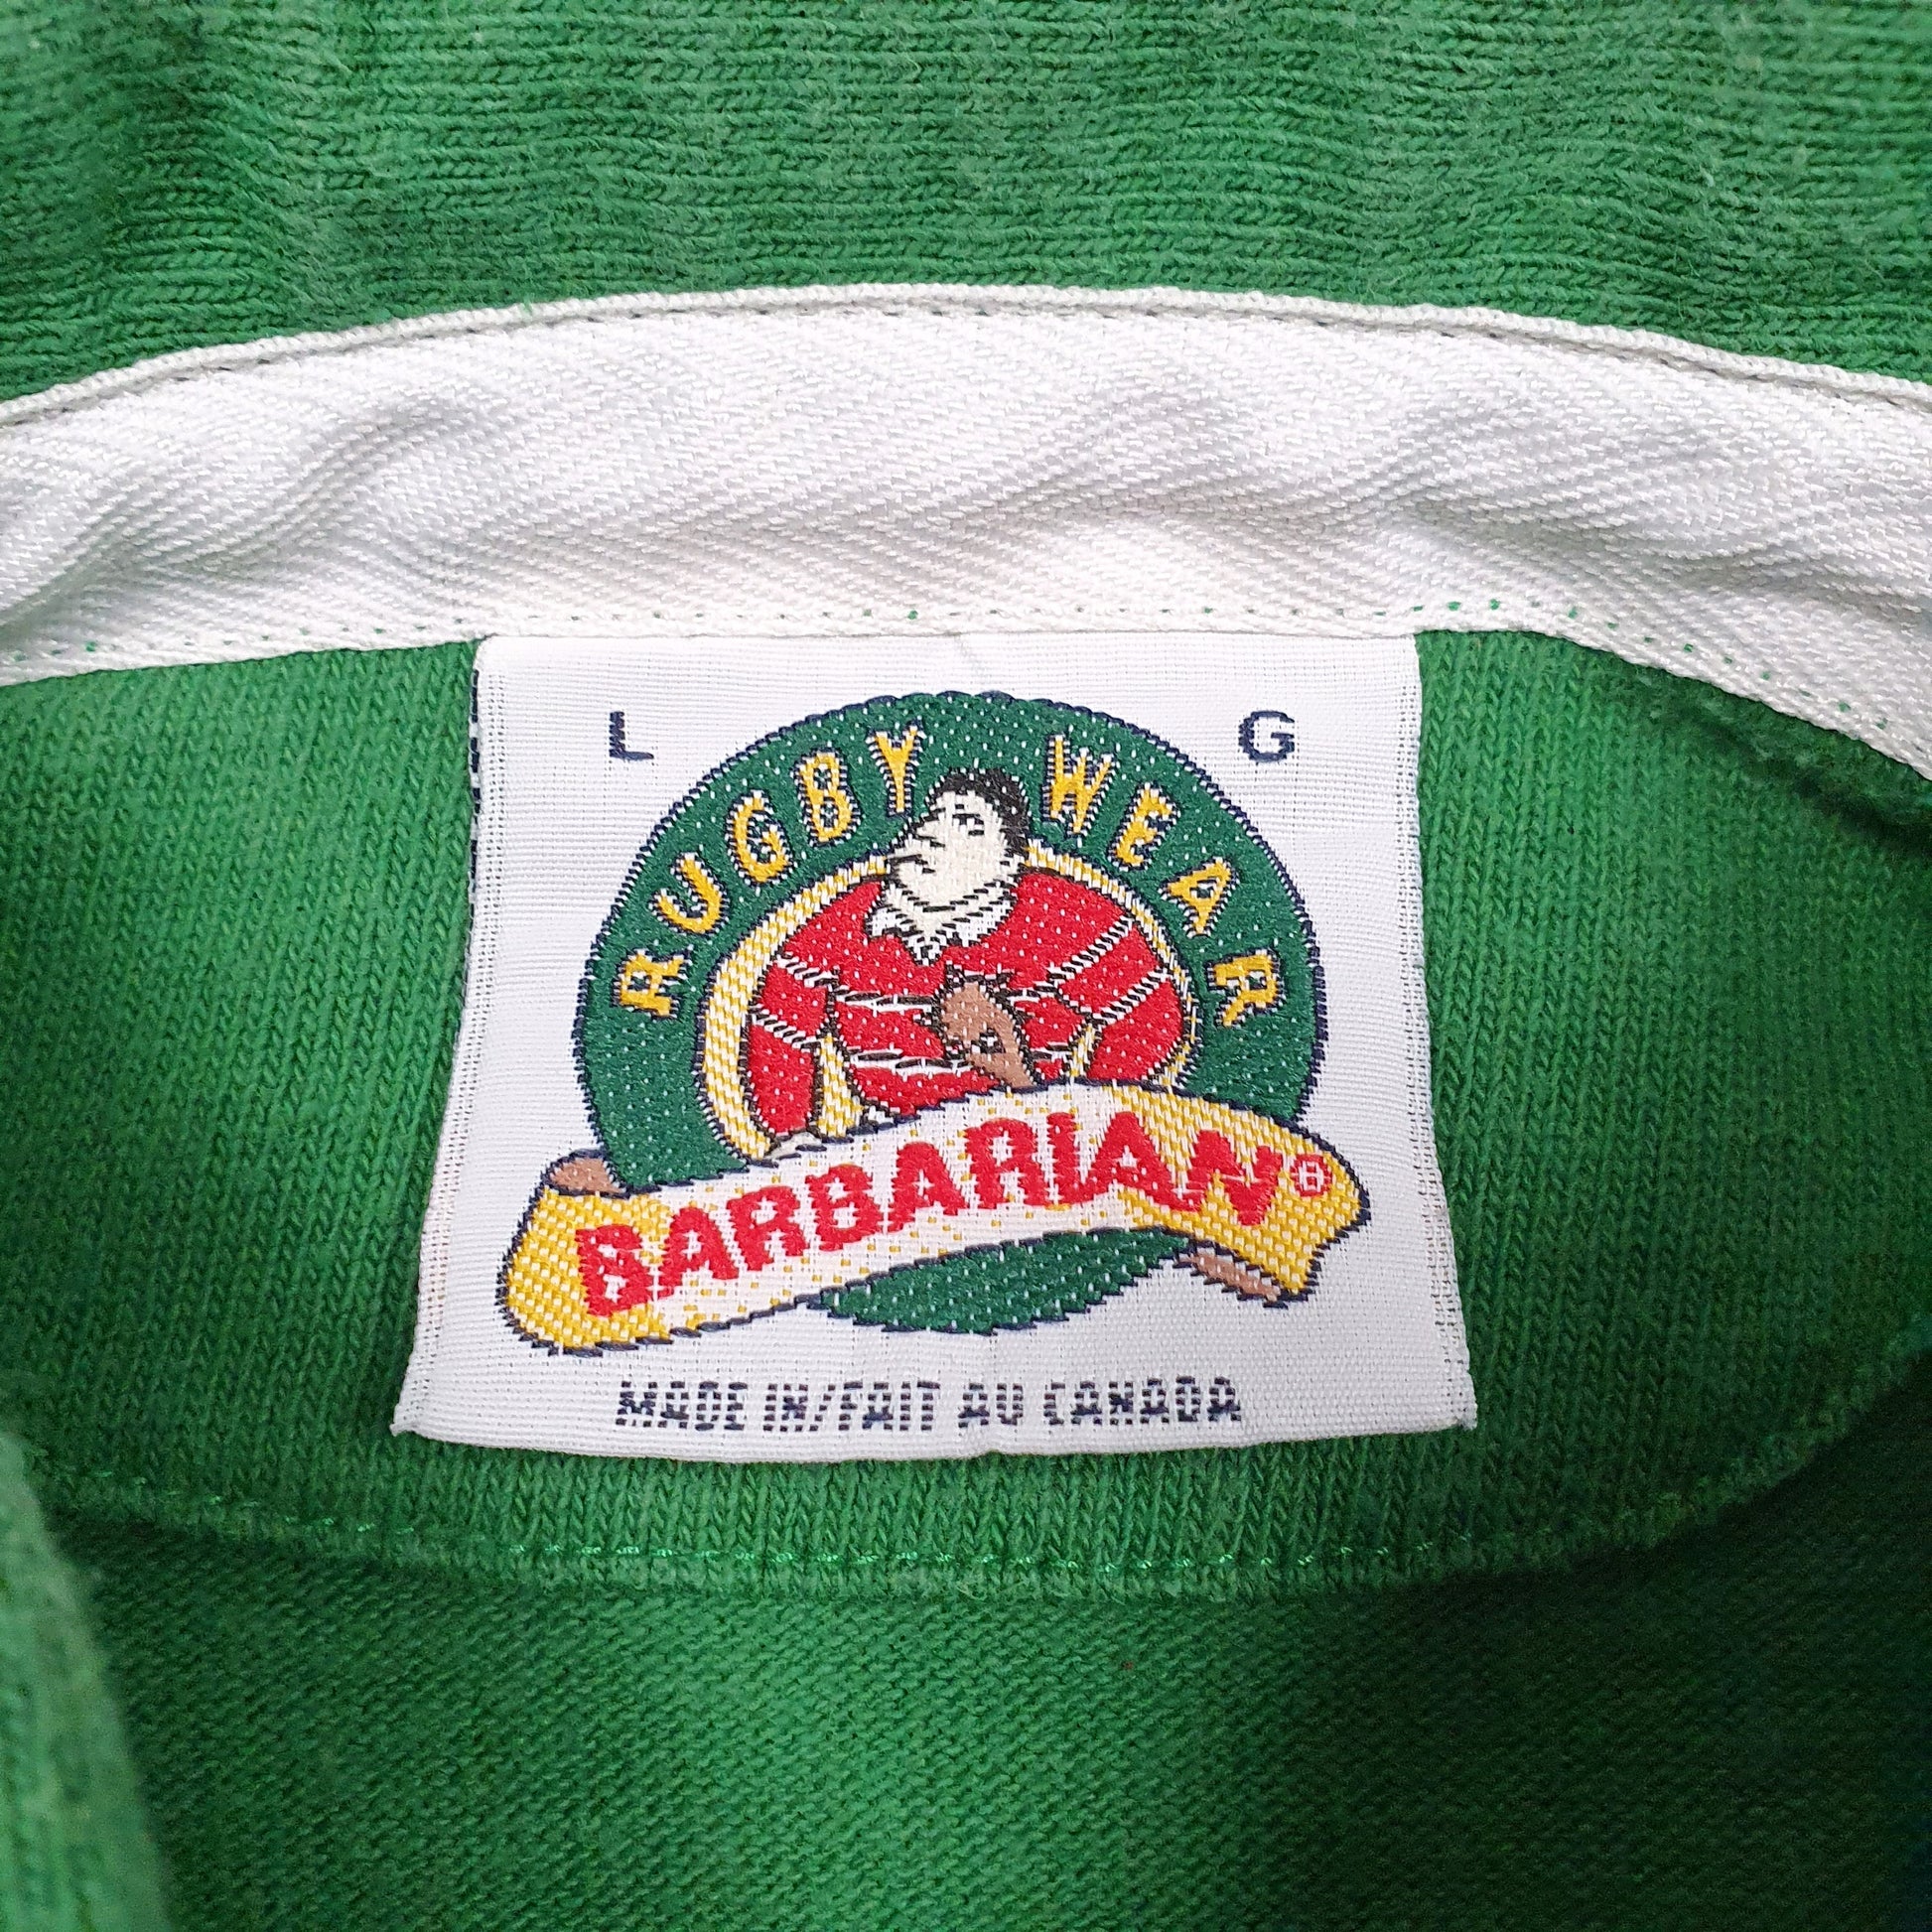 L G
RUGBY WEAR
BARBARIAN®
MADE IN/FAIT AU CANADA